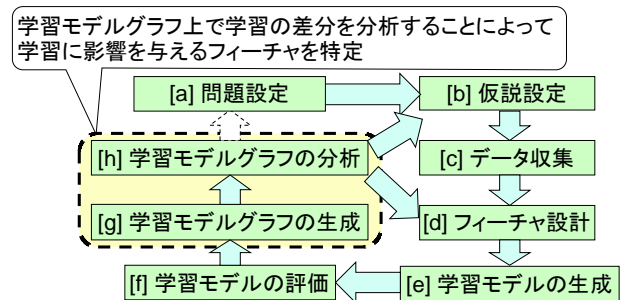 学習モデルグラフ上で学習の差分を分析することによって
学習に影響を与えるフィーチャを特定
[a] 問題設定
[b] 仮説設定
[h] 学習モデルグラフの分析
[c] データ収集
[g] 学習モデルグラフの生成
[d] フィーチャ設計
[f] 学習モデルの評価
[e] 学習モデルの生成